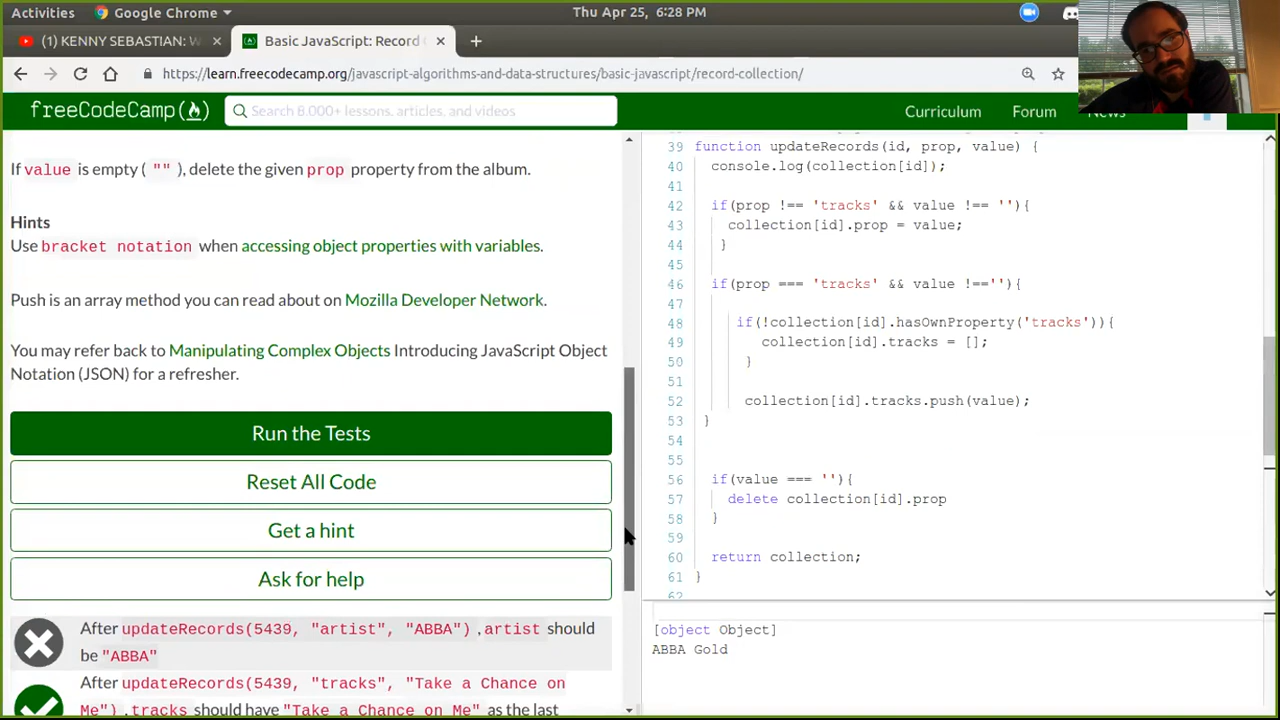 Activities
Google Chrome
Thu Apr 25, 6:28 PM
(1) KENNY SEBASTIAN: W
Basic JavaScript: Record
https://learn.freecodecamp.org/javascript-algorithms-and-data-structures/basic-javascript/record-collection/
freeCodeCamp
Search 8,000+ lessons, articles, and videos
Curriculum
Forum
News
If value is empty ( "" ), delete the given prop property from the album.
Hints
Use bracket notation when accessing object properties with variables.
Push is an array method you can read about on Mozilla Developer Network.
You may refer back to Manipulating Complex Objects Introducing JavaScript Object
Notation (JSON) for a refresher.
Run the Tests
Reset All Code
Get a hint
Ask for help
After updateRecords(5439, "artist", "ABBA") , artist should
be "ABBA"
After updateRecords(5439, "tracks", "Take a Chance on
Me") , tracks should have "Take a Chance on Me" as the last
39 function updateRecords(id, prop, value) {
40 console.log(collection[id]);
41
42 if(prop !== 'tracks' && value !== ''){
43 collection[id].prop = value;
44 }
45
46 if(prop === 'tracks' && value !==''){
47
48 if(!collection[id].hasOwnProperty('tracks')){
49 collection[id].tracks = [];
50 }
51
52 collection[id].tracks.push(value);
53 }
54
55
56 if(value === ''){
57 delete collection[id].prop
58 }
59
60 return collection;
61 }
62
[object Object]
ABBA Gold